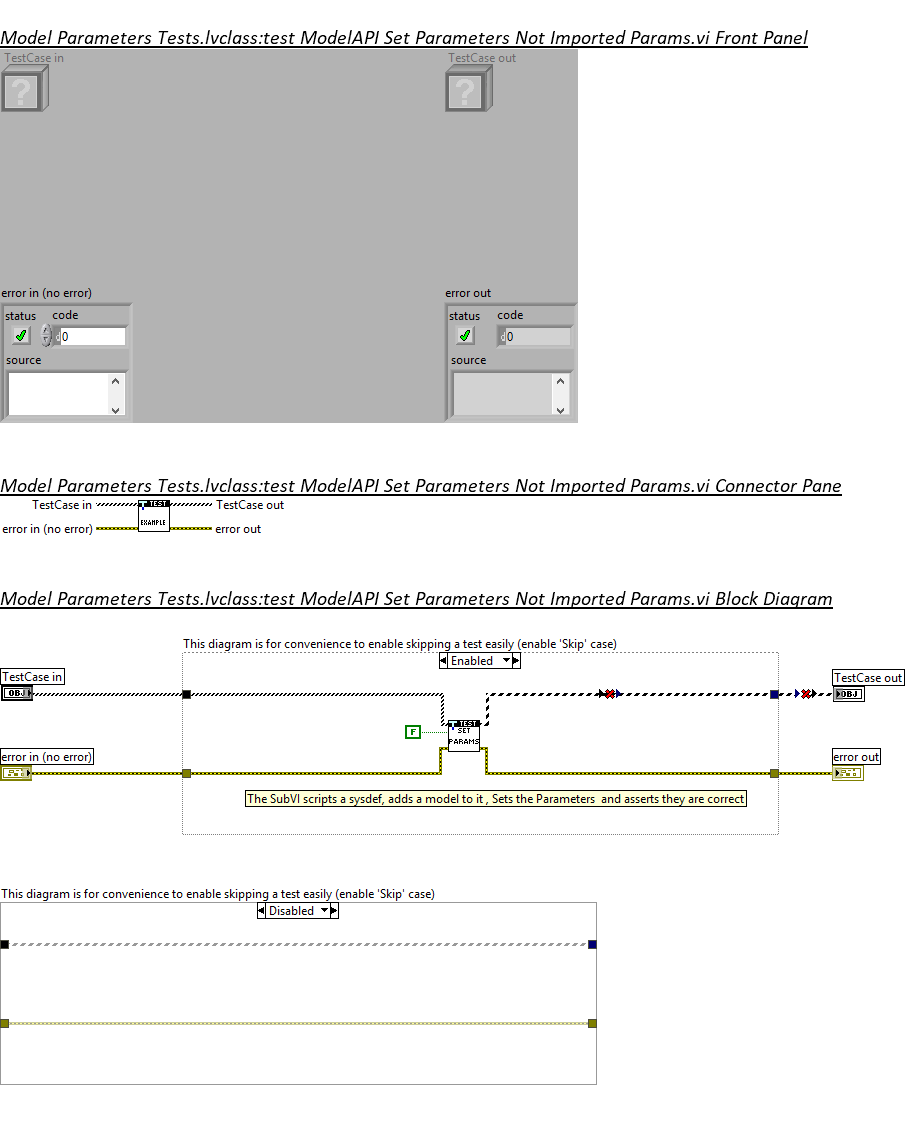 Model Parameters Tests.lvclass:test ModelAPI Set Parameters Not Imported Params.vi Front Panel
TestCase in
TestCase out
?
?
error in (no error)
error out
status code
status code
d 0
d 0
source
source
Model Parameters Tests.lvclass:test ModelAPI Set Parameters Not Imported Params.vi Connector Pane
TestCase in
TEST
TestCase out
error in (no error)
EXAMPLE
error out
Model Parameters Tests.lvclass:test ModelAPI Set Parameters Not Imported Params.vi Block Diagram
This diagram is for convenience to enable skipping a test easily (enable 'Skip' case)
Enabled
TestCase in
TestCase out
OBJ
OBJ
TEST
F
SET
PARAMS
error in (no error)
error out
The SubVI scripts a sysdef, adds a model to it , Sets the Parameters and asserts they are correct
This diagram is for convenience to enable skipping a test easily (enable 'Skip' case)
Disabled